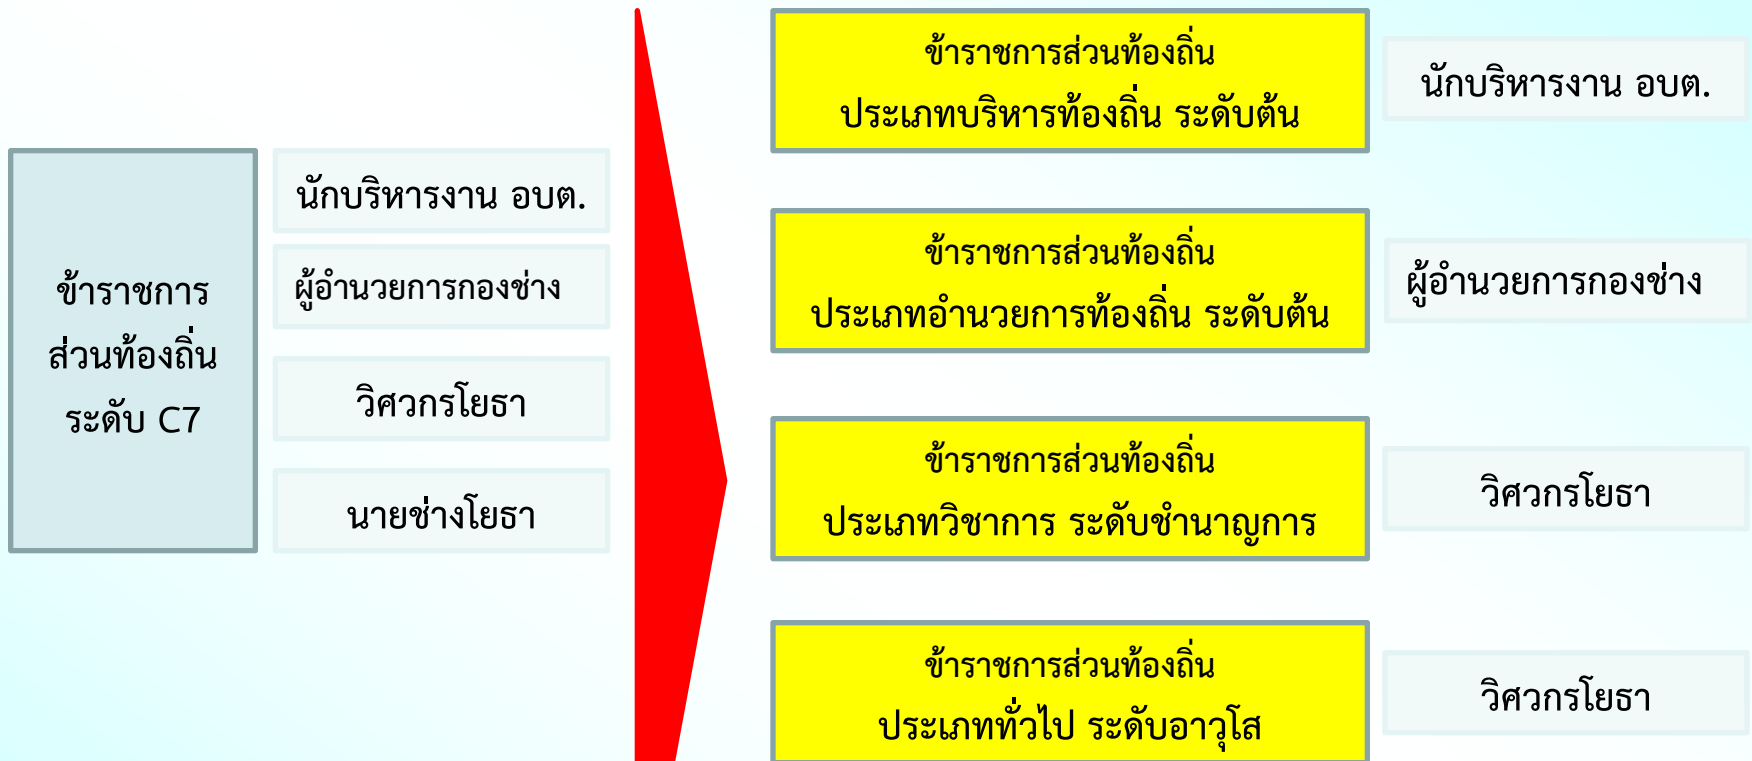 ข้าราชการ
ส่วนท้องถิ่น
ระดับ C7
นักบริหารงาน อบต.
ผู้อำนวยการกองช่าง
วิศวกรโยธา
นายช่างโยธา
ข้าราชการส่วนท้องถิ่น
ประเภทบริหารท้องถิ่น ระดับต้น
นักบริหารงาน อบต.
ข้าราชการส่วนท้องถิ่น
ประเภทอำนวยการท้องถิ่น ระดับต้น
ผู้อำนวยการกองช่าง
ข้าราชการส่วนท้องถิ่น
ประเภทวิชาการ ระดับชำนาญการ
วิศวกรโยธา
ข้าราชการส่วนท้องถิ่น
ประเภททั่วไป ระดับอาวุโส
วิศวกรโยธา